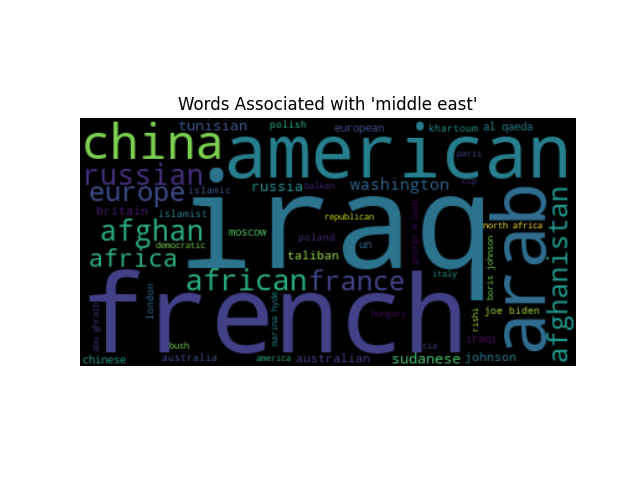 Words Associated with 'middle east'
tunisian
polish
european
khartoum
al qaeda
china
american
paris
russian
europe
islamic
russia
balkan
washington
ccp
iraq
arab
afghanistan
britain
islamist
republican
george w bush
north africa
afghan
moscow
poland
un
democratic
africa
taliban
italy
boris johnson
african
france
french
abu ghraib
london
marina hyde
hungary
rishi
joe biden
bush
cia
iraqi
chinese
australia
america
australian
sudanese
johnson